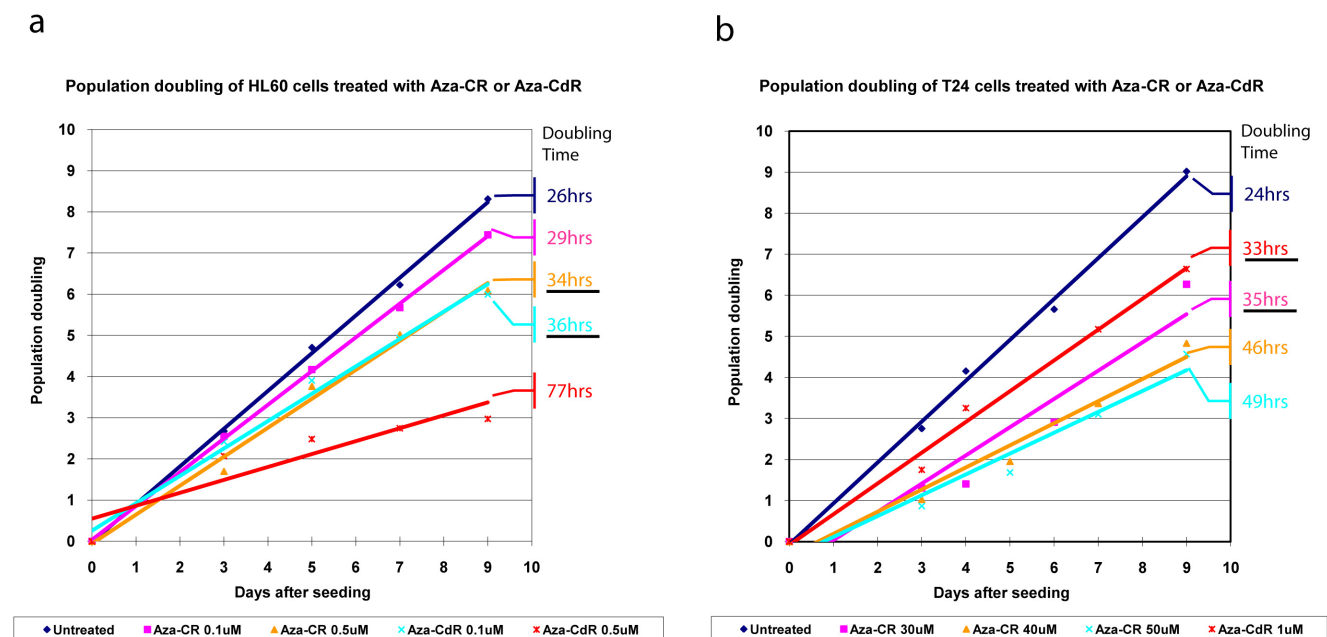 a
Population doubling of HL60 cells treated with Aza-CR or Aza-CdR
Doubling
Time
10
9
8
7
6
5
4
3
2
1
0
Population doubling
26hrs
29hrs
34hrs
36hrs
77hrs
0 1 2 3 4 5 6 7 8 9 10
Days after seeding
Untreated Aza-CR 0.1uM Aza-CR 0.5uM Aza-CdR 0.1uM Aza-CdR 0.5uM
b
Population doubling of T24 cells treated with Aza-CR or Aza-CdR
Doubling
Time
10
9
8
7
6
5
4
3
2
1
0
Population doubling
24hrs
33hrs
35hrs
46hrs
49hrs
0 1 2 3 4 5 6 7 8 9 10
Days after seeding
Untreated Aza-CR 30uM Aza-CR 40uM Aza-CR 50uM Aza-CdR 1uM